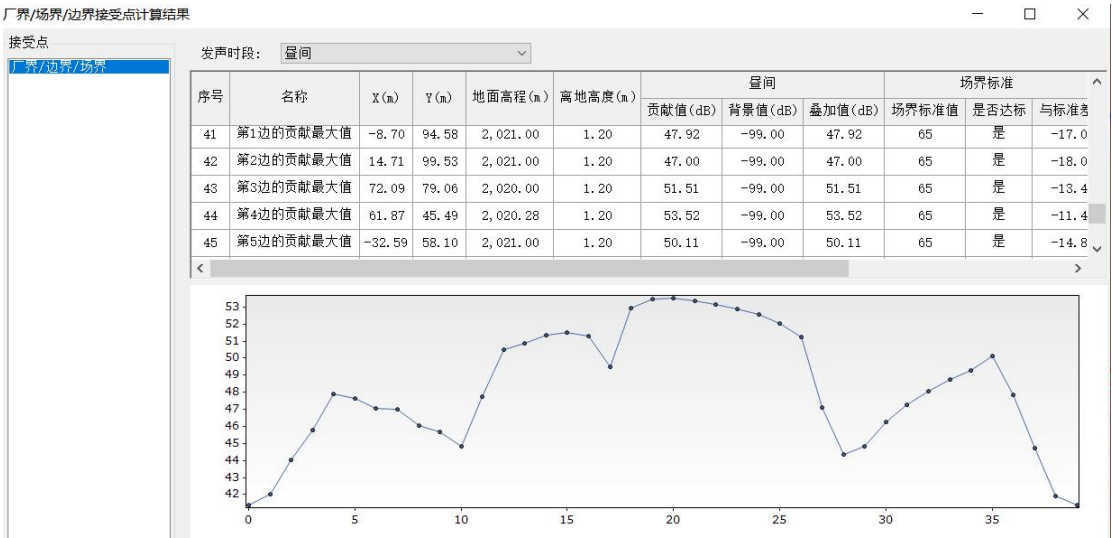 厂界/场界/边界接受点计算结果
接受点
厂界/边界/场界
发声时段： 昼间
序号 名称 X(m) Y(m) 地面高程(m) 离地高度(m) 昼间 场界标准
贡献值(dB) 背景值(dB) 叠加值(dB) 场界标准值 是否达标 与标准差
41 第1边的贡献最大值 -8.70 94.58 2,021.00 1.20 47.92 -99.00 47.92 65 是 -17.0
42 第2边的贡献最大值 14.71 99.53 2,021.00 1.20 47.00 -99.00 47.00 65 是 -18.0
43 第3边的贡献最大值 72.09 79.06 2,020.00 1.20 51.51 -99.00 51.51 65 是 -13.4
44 第4边的贡献最大值 61.87 45.49 2,020.28 1.20 53.52 -99.00 53.52 65 是 -11.4
45 第5边的贡献最大值 -32.59 58.10 2,021.00 1.20 50.11 -99.00 50.11 65 是 -14.8
53
52
51
50
49
48
47
46
45
44
43
42
0 5 10 15 20 25 30 35